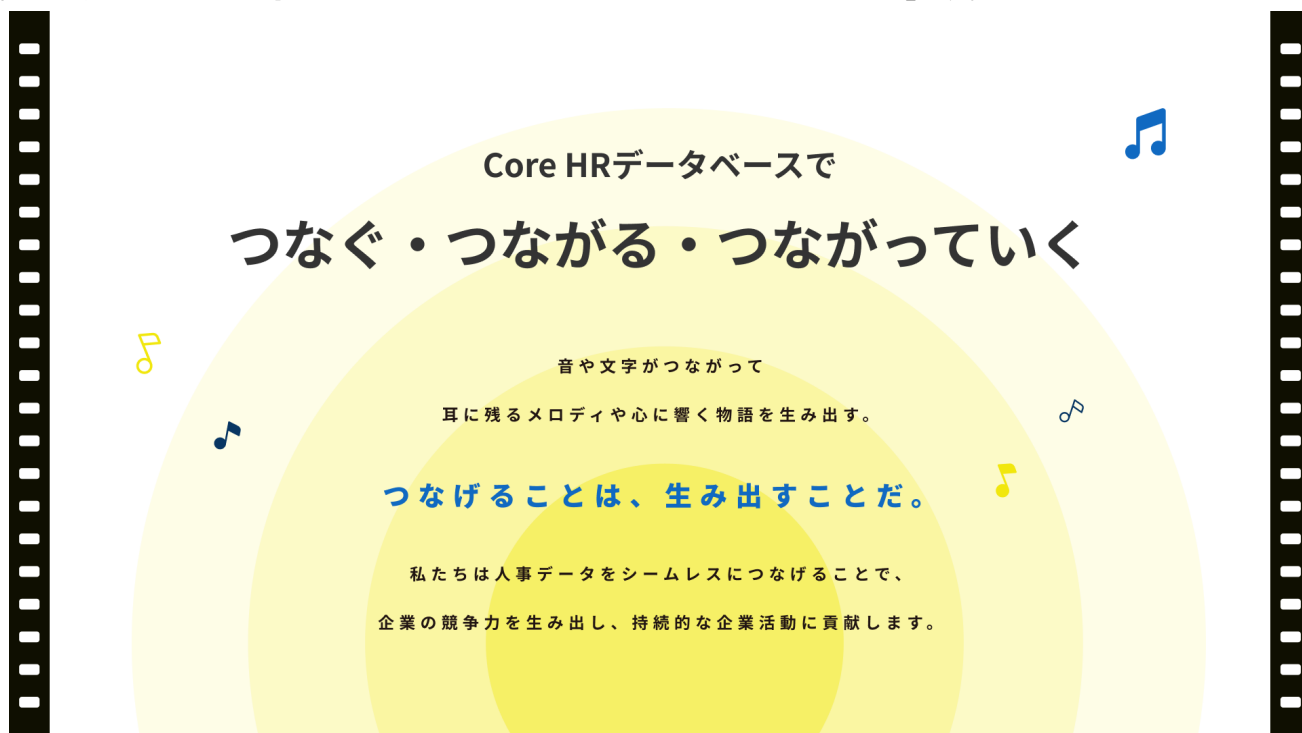 Core HRデータベースで
つなぐ・つながる・つながっていく
音や文字がつながって
耳に残るメロディや心に響く物語を生み出す。
つなげることは、生み出すことだ。
私たちは人事データをシームレスにつなげることで、
企業の競争力を生み出し、持続的な企業活動に貢献します。